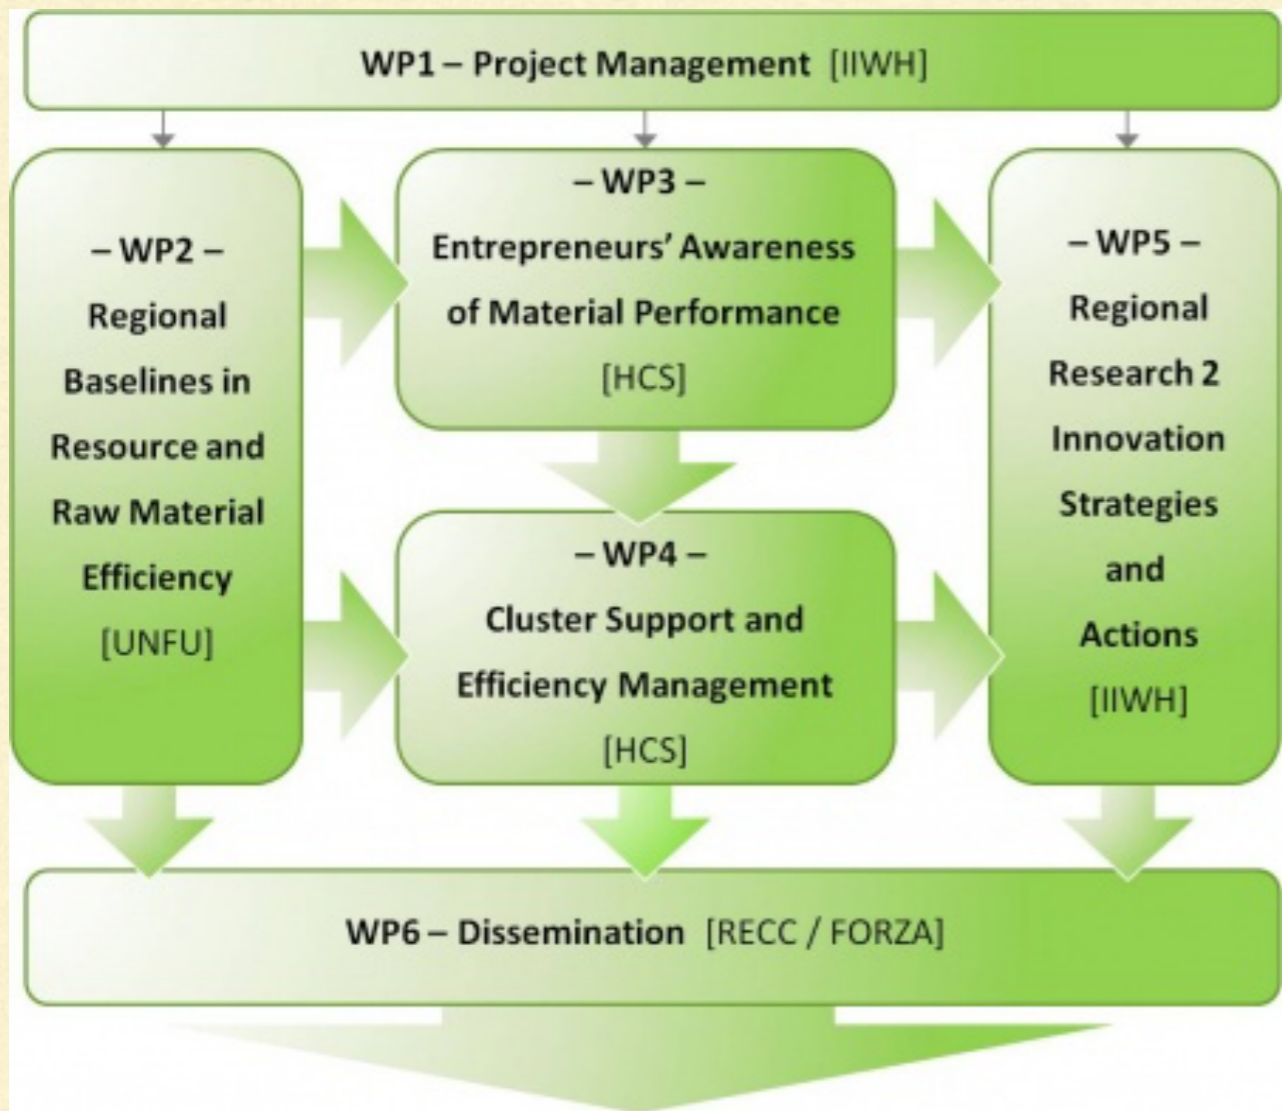 WP1 – Project Management [IIWH]
– WP2 –
Regional
Baselines in
Resource and
Raw Material
Efficiency
[UNFU]
– WP3 –
Entrepreneurs’ Awareness
of Material Performance
[HCS]
– WP4 –
Cluster Support and
Efficiency Management
[HCS]
– WP5 –
Regional
Research 2
Innovation
Strategies
and
Actions
[IIWH]
WP6 – Dissemination [RECC / FORZA]